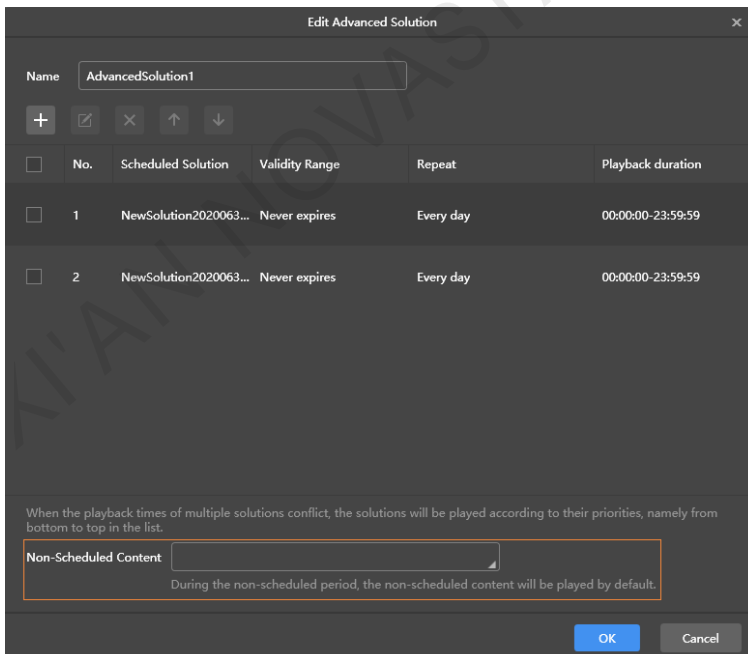 Edit Advanced Solution
Name AdvancedSolution1
No. Scheduled Solution Validity Range Repeat Playback duration
1 NewSolution2020063... Never expires Every day 00:00:00-23:59:59
2 NewSolution2020063... Never expires Every day 00:00:00-23:59:59
When the playback times of multiple solutions conflict, the solutions will be played according to their priorities, namely from
bottom to top in the list.
Non-Scheduled Content
During the non-scheduled period, the non-scheduled content will be played by default.
OK Cancel
XI'AN NOVAS